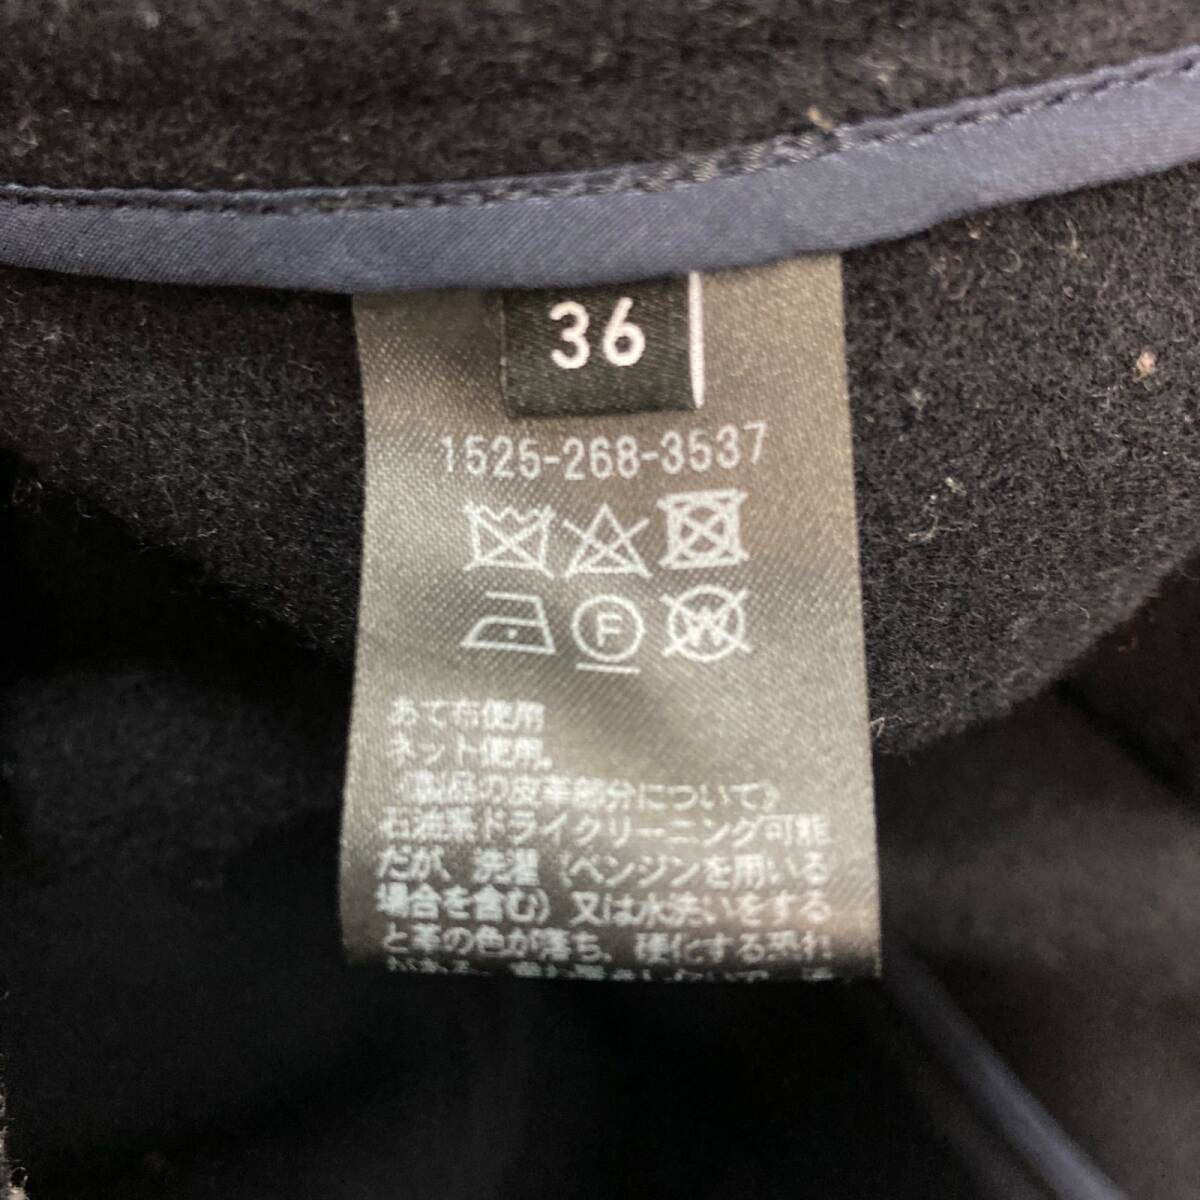 36
1525-268-3537
F
W
あて布使用
ネット使用。
《製品の皮革部分について》
石油系ドライクリーニング可能
だが、洗濯（ベンジンを用いる
場合を含む）又は水洗いをする
と革の色が落ち、硬化する恐れ
がある。